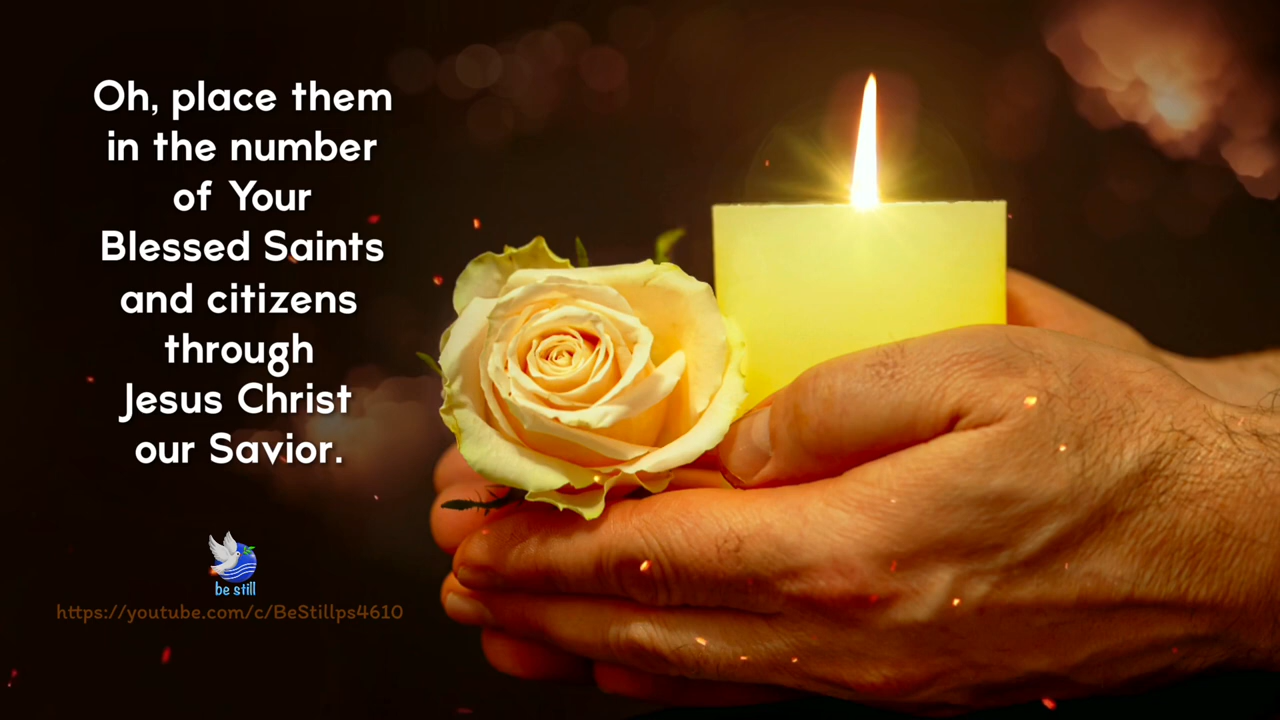 Oh, place them
in the number
of Your
Blessed Saints
and citizens
through
Jesus Christ
our Savior.
be still
https://youtube.com/c/BeStillps4610